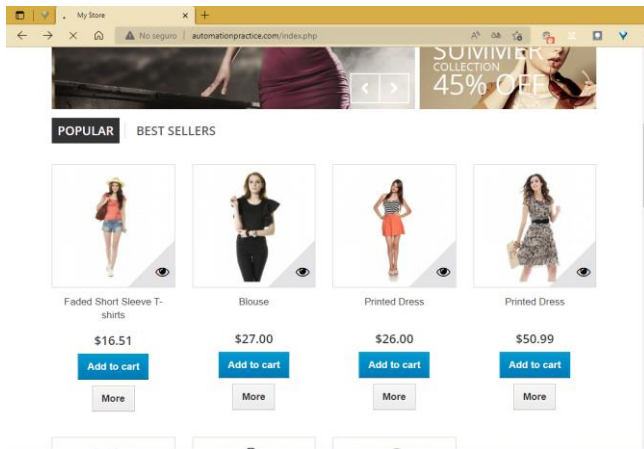 My Store
No seguro
automationpractice.com/index.php
SUMMER
COLLECTION
45% OFF
POPULAR
BEST SELLERS
Faded Short Sleeve T-
shirts
$16.51
Add to cart
More
Blouse
$27.00
Add to cart
More
Printed Dress
$26.00
Add to cart
More
Printed Dress
$50.99
Add to cart
More